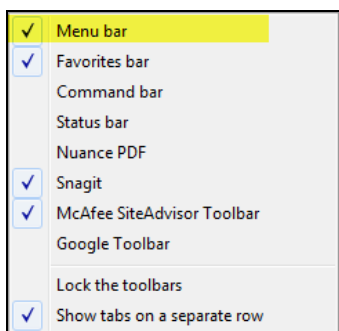 Menu bar
Favorites bar
Command bar
Status bar
Nuance PDF
Snagit
McAfee SiteAdvisor Toolbar
Google Toolbar
Lock the toolbars
Show tabs on a separate row